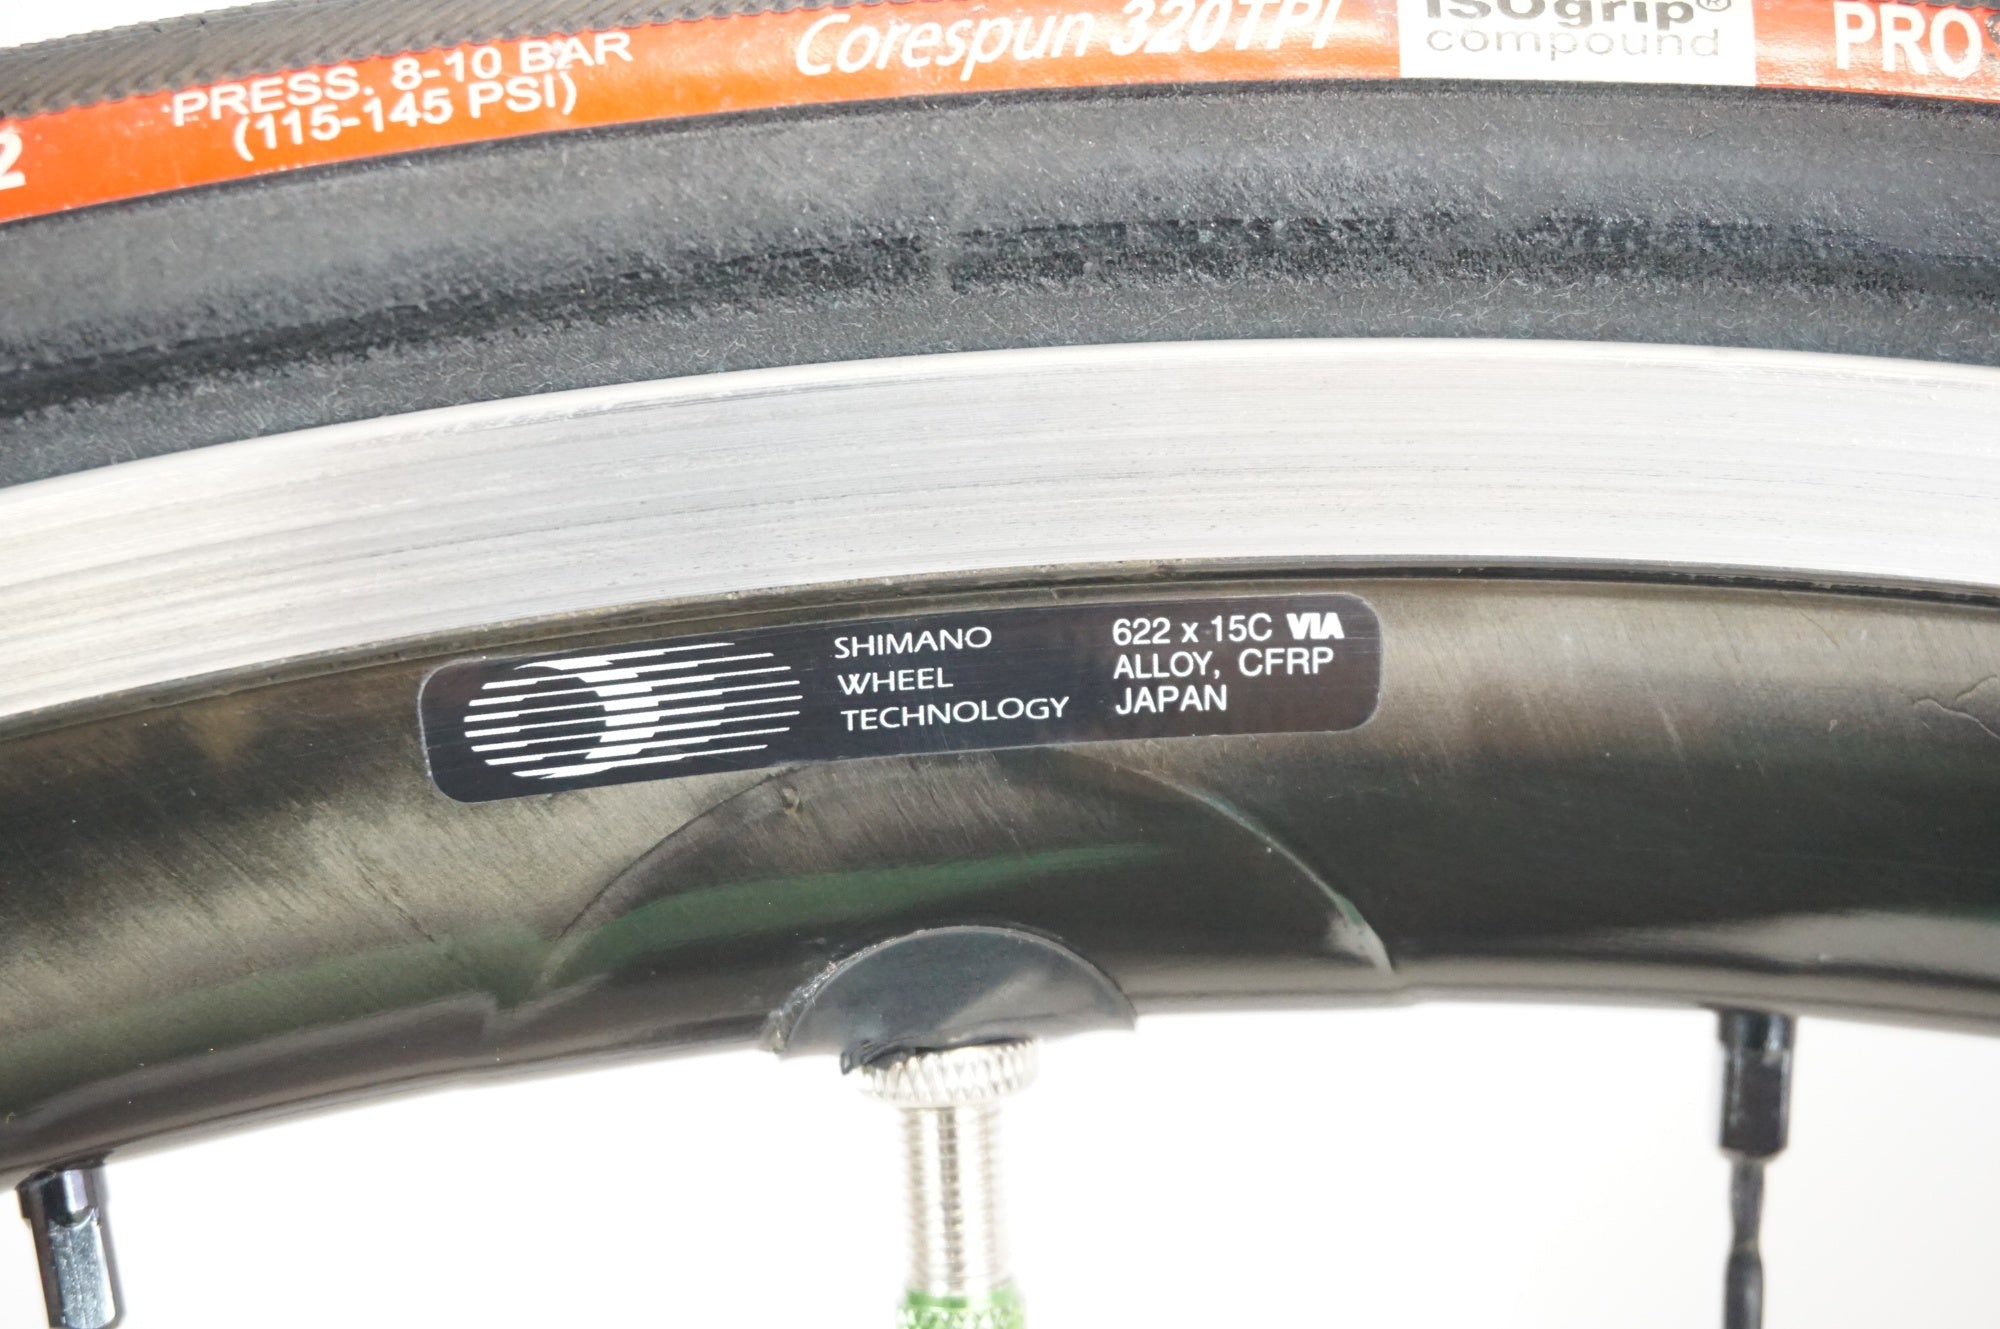 2
PRESS. 8-10 BAR
(115-145 PSI)
Corespun 320TPI
ISOgrip®
compound
PRO
SHIMANO
WHEEL
TECHNOLOGY
622 x 15C VIA
ALLOY, CFRP
JAPAN